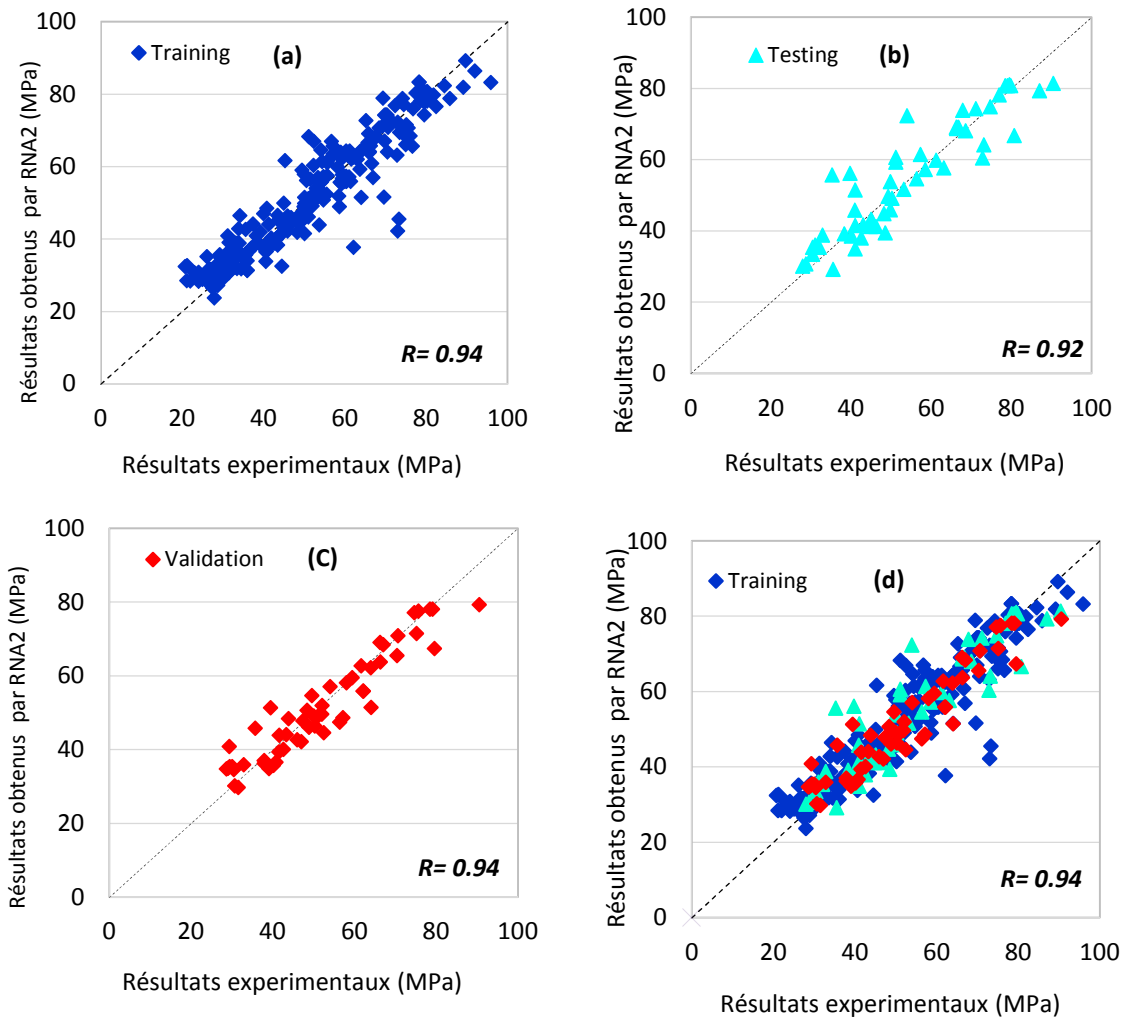 Training
(a)
Résultats obtenus par RNA2 (MPa)
100
80
60
40
20
0
R= 0.94
0 20 40 60 80 100
Résultats experimentaux (MPa)
Testing
(b)
Résultats obtenus par RNA2 (MPa)
100
80
60
40
20
0
R= 0.92
0 20 40 60 80 100
Résultats experimentaux (MPa)
Validation
(C)
Résultats obtenus par RNA2 (MPa)
100
80
60
40
20
0
R= 0.94
0 20 40 60 80 100
Résultats experimentaux (MPa)
Training
(d)
Résultats obtenus par RNA2 (MPa)
100
80
60
40
20
0
R= 0.94
0 20 40 60 80 100
Résultats experimentaux (MPa)